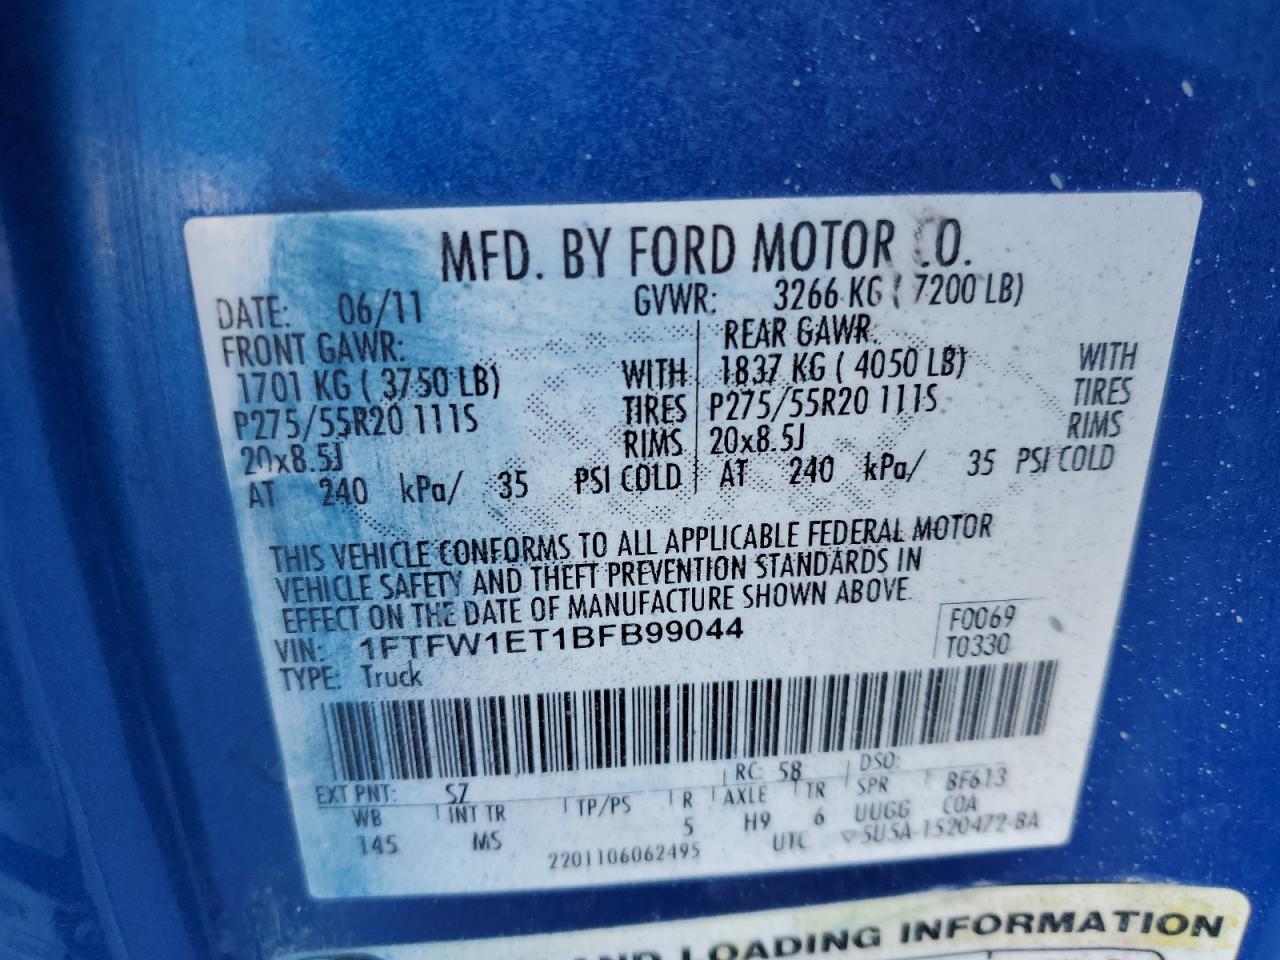 MFD. BY FORD MOTOR CO.
DATE: 06/11 GVWR: 3266 KG ( 7200 LB)
FRONT GAWR: REAR GAWR:
1701 KG ( 3750 LB) WITH 1837 KG ( 4050 LB) WITH
P275/55R20 111S TIRES P275/55R20 111S TIRES
20x8.5J RIMS 20x8.5J RIMS
AT 240 kPa/ 35 PSI COLD AT 240 kPa/ 35 PSI COLD
THIS VEHICLE CONFORMS TO ALL APPLICABLE FEDERAL MOTOR
VEHICLE SAFETY AND THEFT PREVENTION STANDARDS IN
EFFECT ON THE DATE OF MANUFACTURE SHOWN ABOVE.
VIN: 1FTFW1ET1BFB99044 F0069
TYPE: Truck T0330
EXT PNT: SZ RC: 58 DSO:
WB INT TR TP/PS R AXLE TR SPR BF613
145 MS 5 H9 6 UUGG COA
2201106062495 UTC ▽5U5A-1520472-BA
AND LOADING INFORMATION